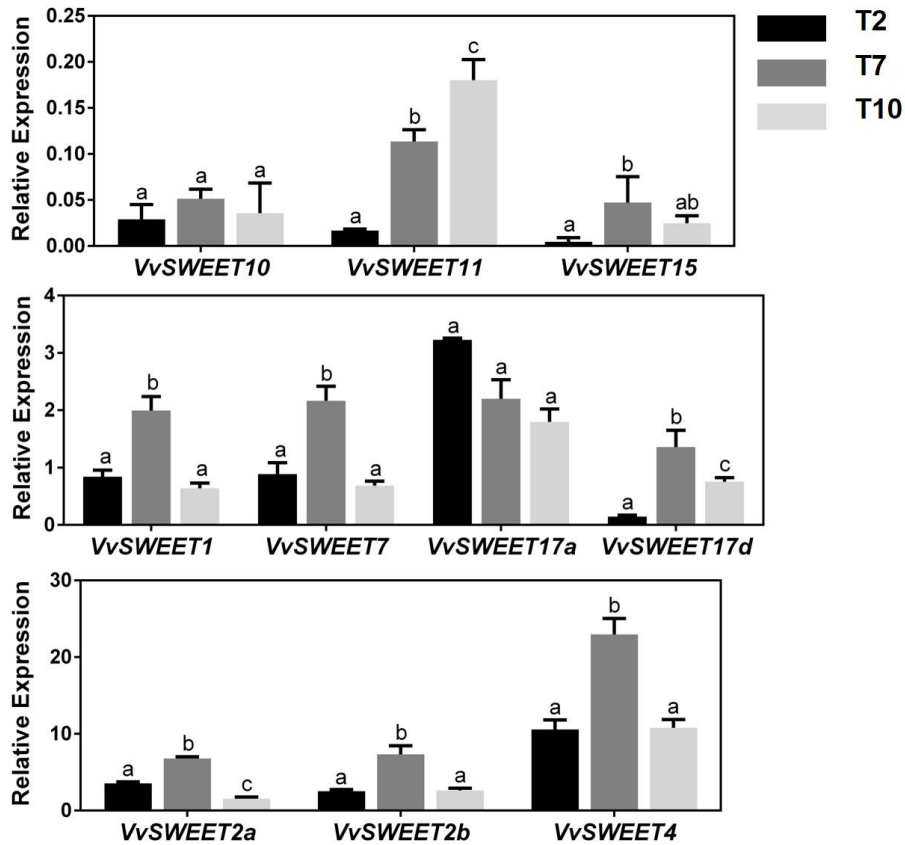 T2
T7
T10
Relative Expression
0.25
0.20
0.15
0.10
0.05
0.00
a a a
a b c
a b ab
VvSWEET10 VvSWEET11 VvSWEET15
Relative Expression
4
3
2
1
0
a b a
a b a
a a a
a b c
VvSWEET1 VvSWEET7 VvSWEET17a VvSWEET17d
Relative Expression
30
20
10
0
a b c
a b a
a b a
VvSWEET2a VvSWEET2b VvSWEET4